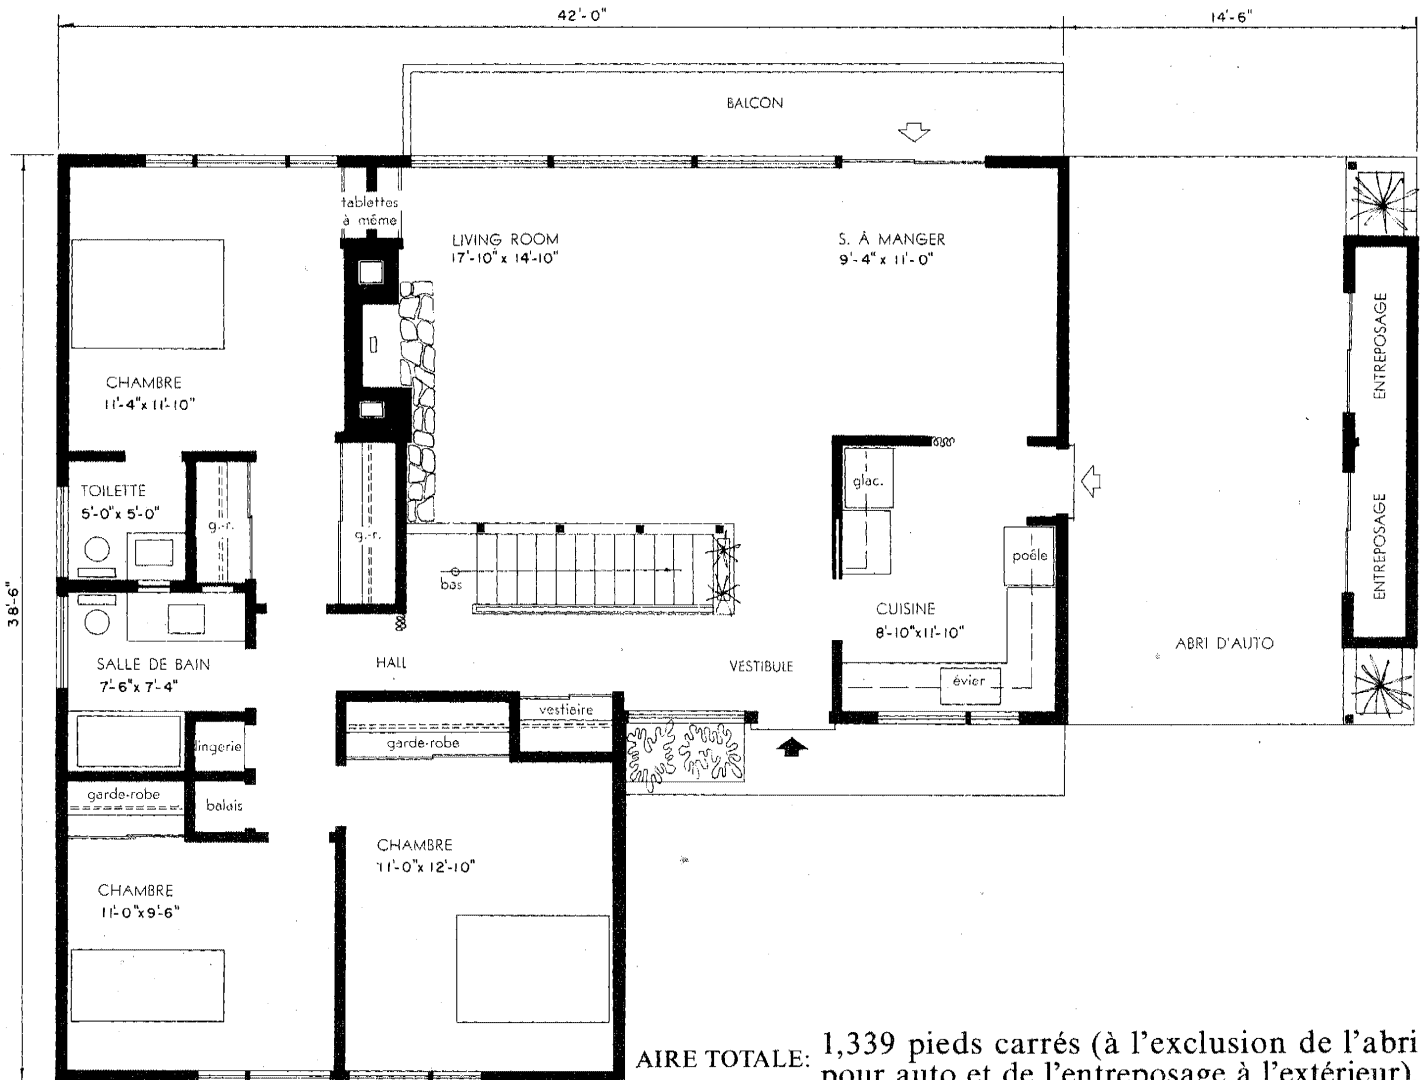 42'-0"
14'-6"
BALCON
tablettes
à même
LIVING ROOM
17'-10" x 14'-10"
S. À MANGER
9'-4" x 11'-0"
CHAMBRE
11'-4" x 11'-10"
ENTREPOSAGE
ENTREPOSAGE
TOILETTE
5'-0" x 5'-0"
g.-r.
g.-r.
glac.
poêle
bas
38'-6"
CUISINE
8'-10" x 11'-10"
ABRI D'AUTO
SALLE DE BAIN
7'-6" x 7'-4"
HALL
VESTIBULE
évier
vestiaire
garde-robe
lingerie
garde-robe
balais
CHAMBRE
11'-0" x 12'-10"
CHAMBRE
11'-0" x 9'-6"
AIRE TOTALE: 1,339 pieds carrés (à l'exclusion de l'abri
pour auto et de l'entreposage à l'extérieur)